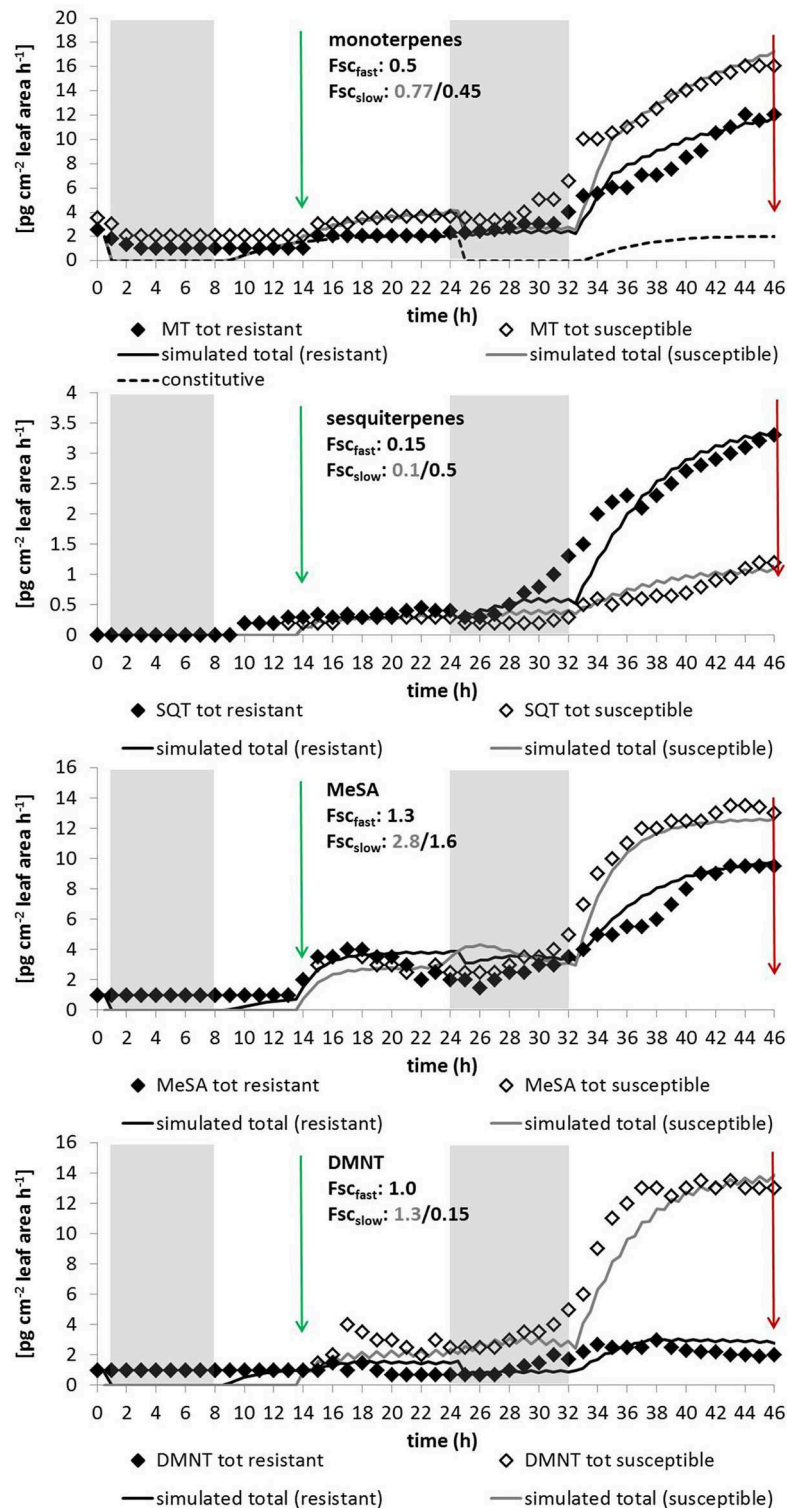 monoterpenes
Fsc_fast: 0.5
Fsc_slow: 0.77/0.45
[pg cm⁻² leaf area h⁻¹]
20
18
16
14
12
10
8
6
4
2
0
0 2 4 6 8 10 12 14 16 18 20 22 24 26 28 30 32 34 36 38 40 42 44 46
time (h)
MT tot resistant MT tot susceptible
simulated total (resistant) simulated total (susceptible)
constitutive
sesquiterpenes
Fsc_fast: 0.15
Fsc_slow: 0.1/0.5
[pg cm⁻² leaf area h⁻¹]
4
3.5
3
2.5
2
1.5
1
0.5
0
0 2 4 6 8 10 12 14 16 18 20 22 24 26 28 30 32 34 36 38 40 42 44 46
time (h)
SQT tot resistant SQT tot susceptible
simulated total (resistant) simulated total (susceptible)
MeSA
Fsc_fast: 1.3
Fsc_slow: 2.8/1.6
[pg cm⁻² leaf area h⁻¹]
16
14
12
10
8
6
4
2
0
0 2 4 6 8 10 12 14 16 18 20 22 24 26 28 30 32 34 36 38 40 42 44 46
time (h)
MeSA tot resistant MeSA tot susceptible
simulated total (resistant) simulated total (susceptible)
DMNT
Fsc_fast: 1.0
Fsc_slow: 1.3/0.15
[pg cm⁻² leaf area h⁻¹]
16
14
12
10
8
6
4
2
0
0 2 4 6 8 10 12 14 16 18 20 22 24 26 28 30 32 34 36 38 40 42 44 46
time (h)
DMNT tot resistant DMNT tot susceptible
simulated total (resistant) simulated total (susceptible)